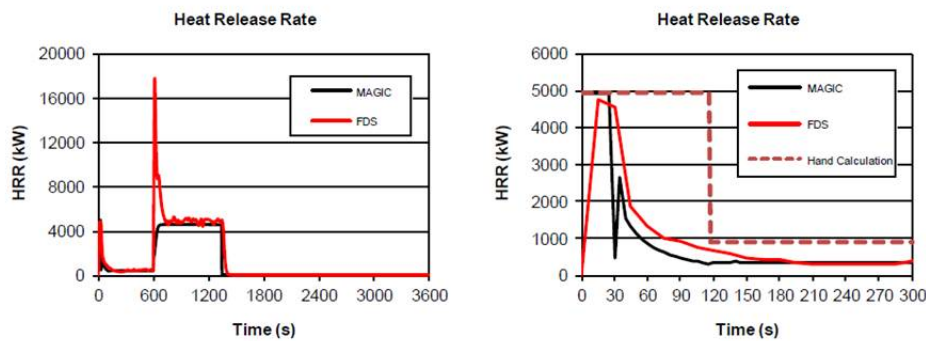 Heat Release Rate
20000
16000
12000
8000
4000
0
HRR (kW)
MAGIC
FDS
0 600 1200 1800 2400 3000 3600
Time (s)
Heat Release Rate
6000
5000
4000
3000
2000
1000
0
HRR (kW)
MAGIC
FDS
Hand Calculation
0 30 60 90 120 150 180 210 240 270 300
Time (s)